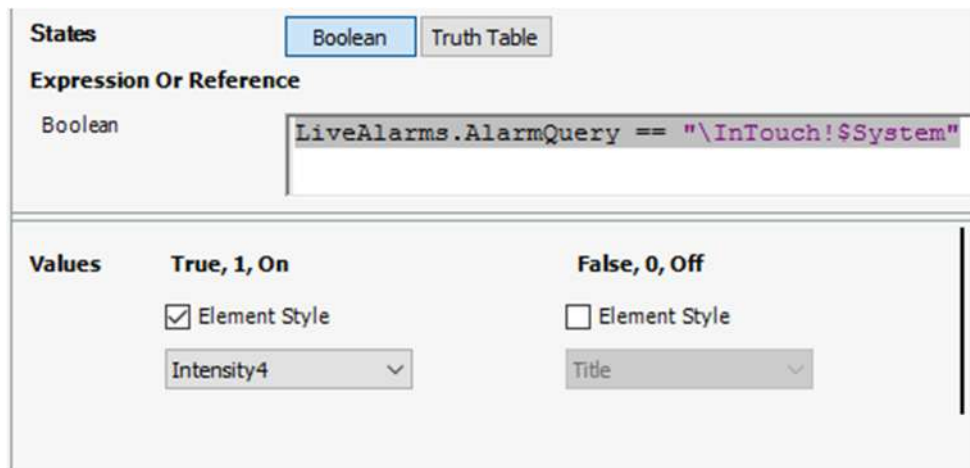 States
Boolean
Truth Table
Expression Or Reference
Boolean
LiveAlarms.AlarmQuery == "\InTouch!$System"
Values
True, 1, On
False, 0, Off
Element Style
Element Style
Intensity4
Title